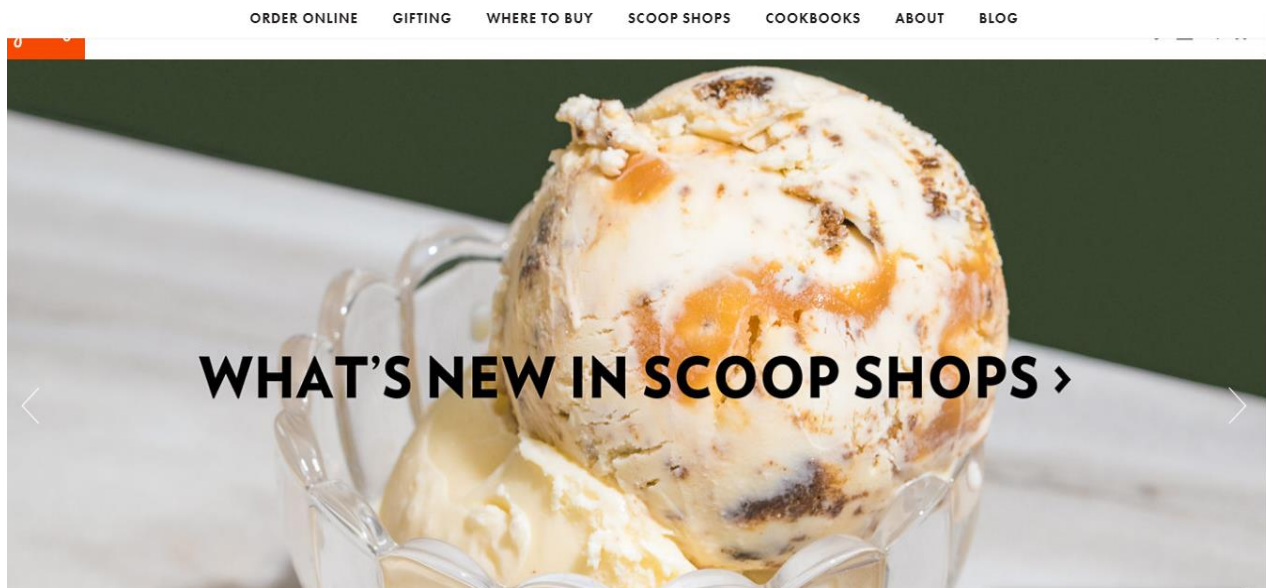 ORDER ONLINE GIFTING WHERE TO BUY SCOOP SHOPS COOKBOOKS ABOUT BLOG
WHAT’S NEW IN SCOOP SHOPS ›